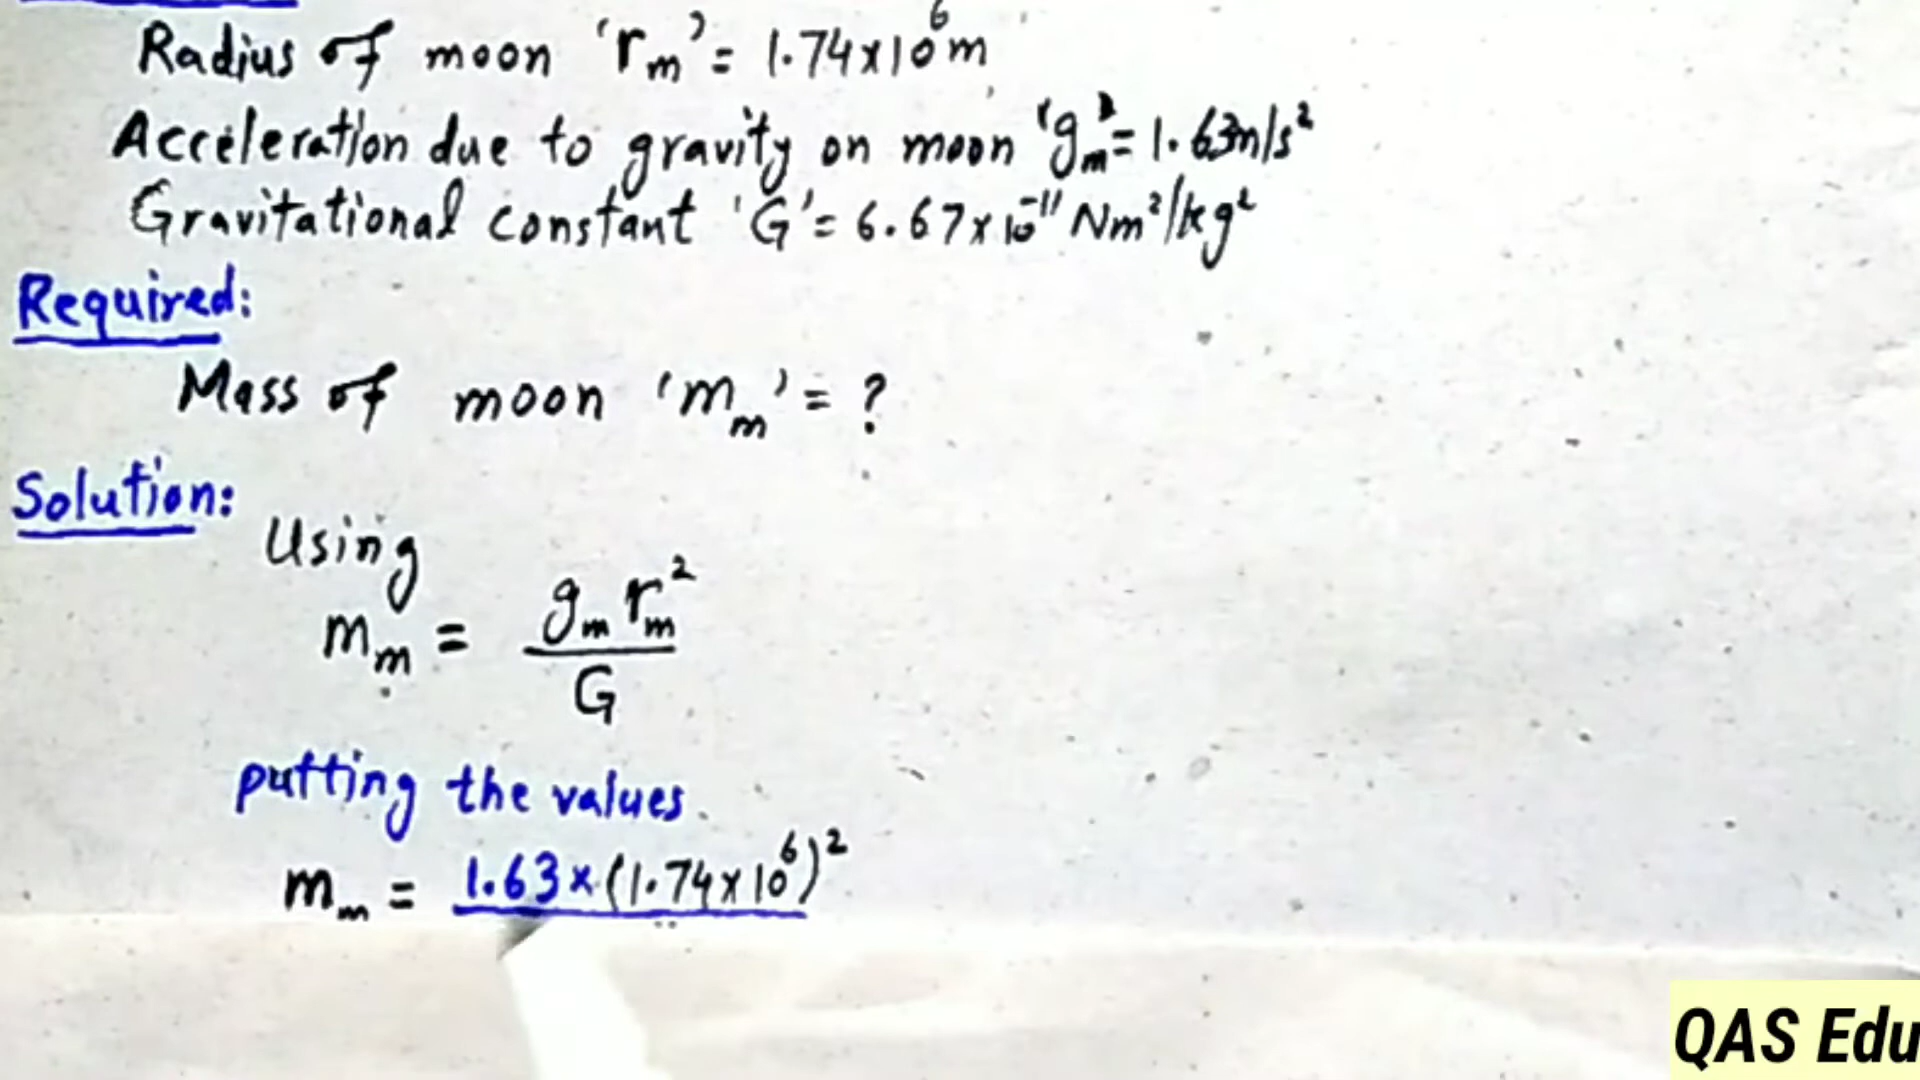 Radius of moon 'rm' = 1.74x10⁶m
Acceleration due to gravity on moon 'gm' = 1.63m/s²
Gravitational constant 'G' = 6.67x10⁻¹¹ Nm²/kg²
Required:
Mass of moon 'mm' = ?
Solution:
Using
mm = gm rm²
G
putting the values
mm = 1.63x(1.74x10⁶)²
QAS Edu